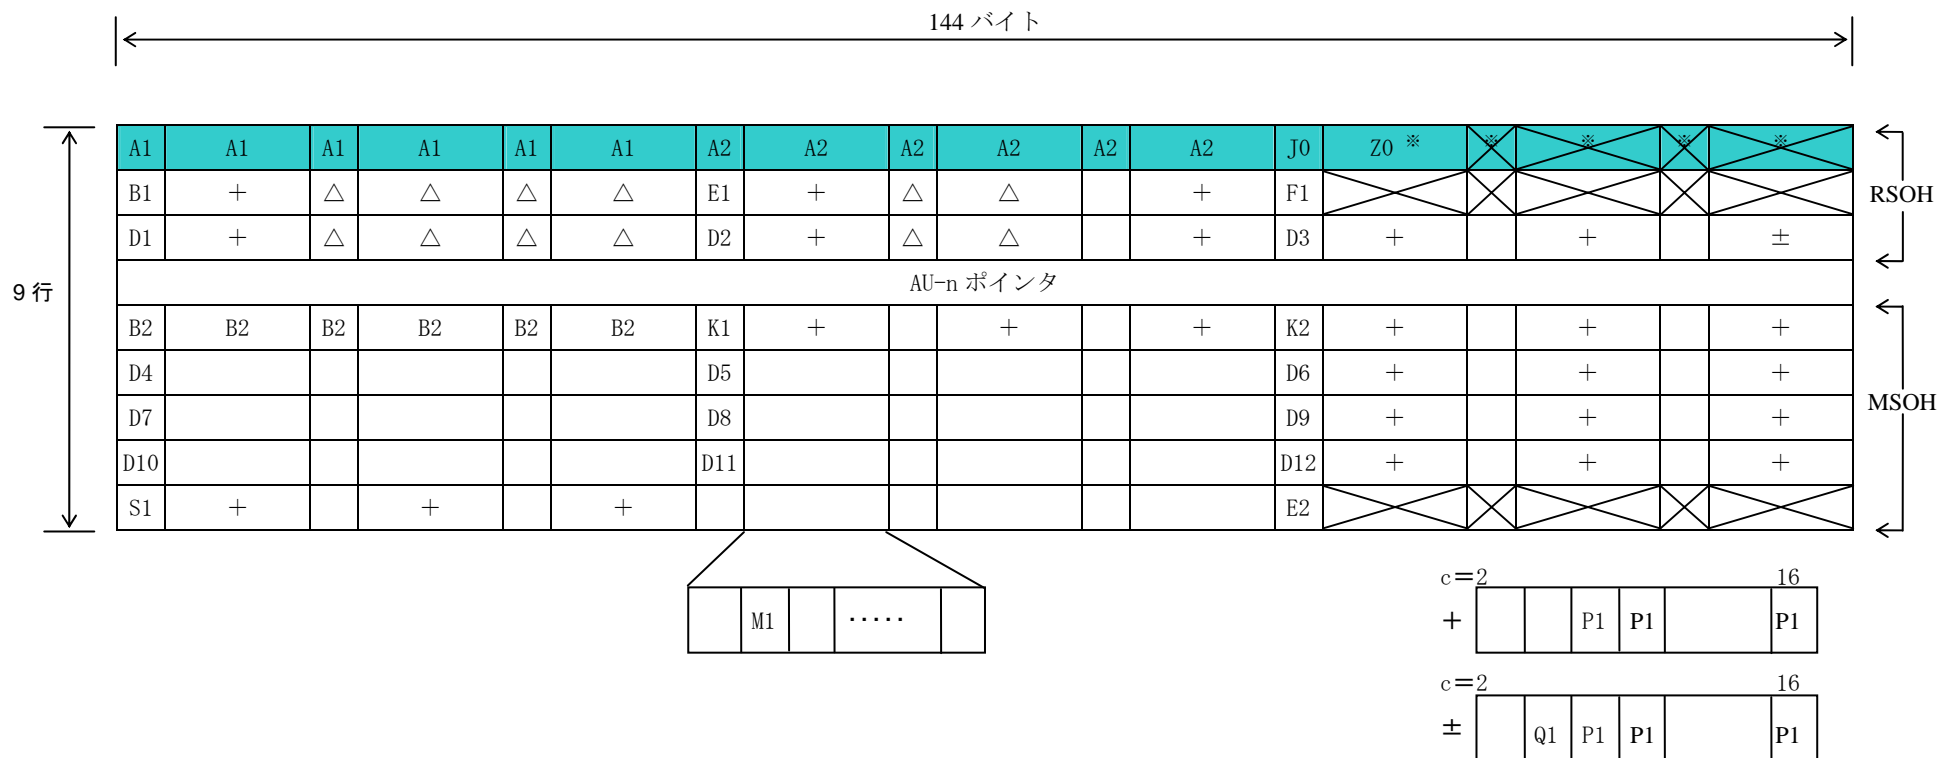 144 バイト
A1 A1 A1 A1 A1 A1 A2 A2 A2 A2 A2 A2 J0 Z0 ※ ※ ※ ※ ※
B1 + △ △ △ △ E1 + △ △ + F1
RSOH
D1 + △ △ △ △ D2 + △ △ + D3 + + ±
9 行
AU-n ポインタ
B2 B2 B2 B2 B2 B2 K1 + + + K2 + + +
D4 D5 D6 + + +
D7 D8 D9 + + +
MSOH
D10 D11 D12 + + +
S1 + + + E2
M1 ·····
c=2 16
+ P1 P1 P1
c=2 16
± Q1 P1 P1 P1